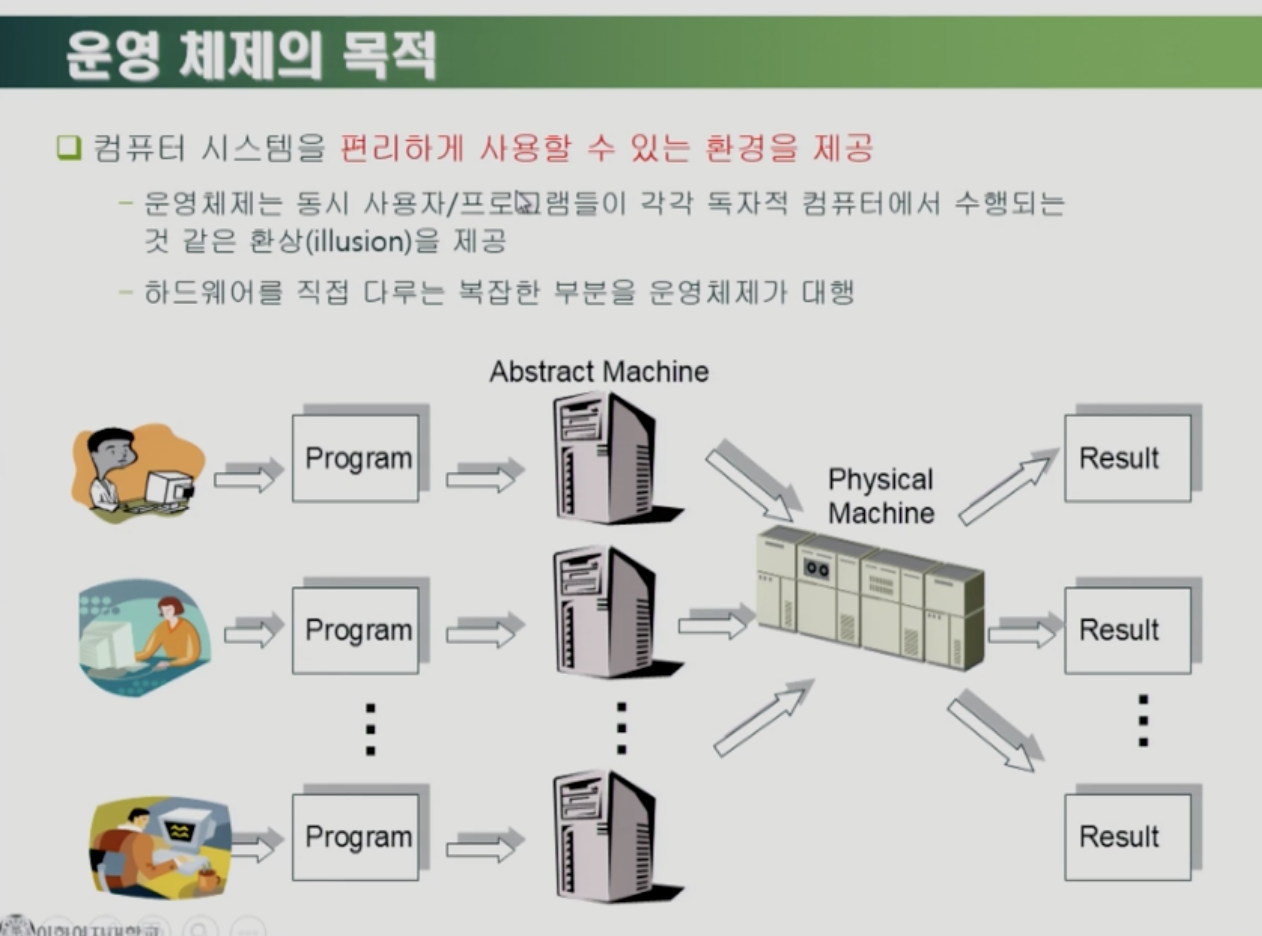 운영 체제의 목적
컴퓨터 시스템을 편리하게 사용할 수 있는 환경을 제공
– 운영체제는 동시 사용자/프로그램들이 각각 독자적 컴퓨터에서 수행되는
것 같은 환상(illusion)을 제공
– 하드웨어를 직접 다루는 복잡한 부분을 운영체제가 대행
Abstract Machine
Physical
Machine
Program
Result
Program
Result
Program
Result
이화여자대학교